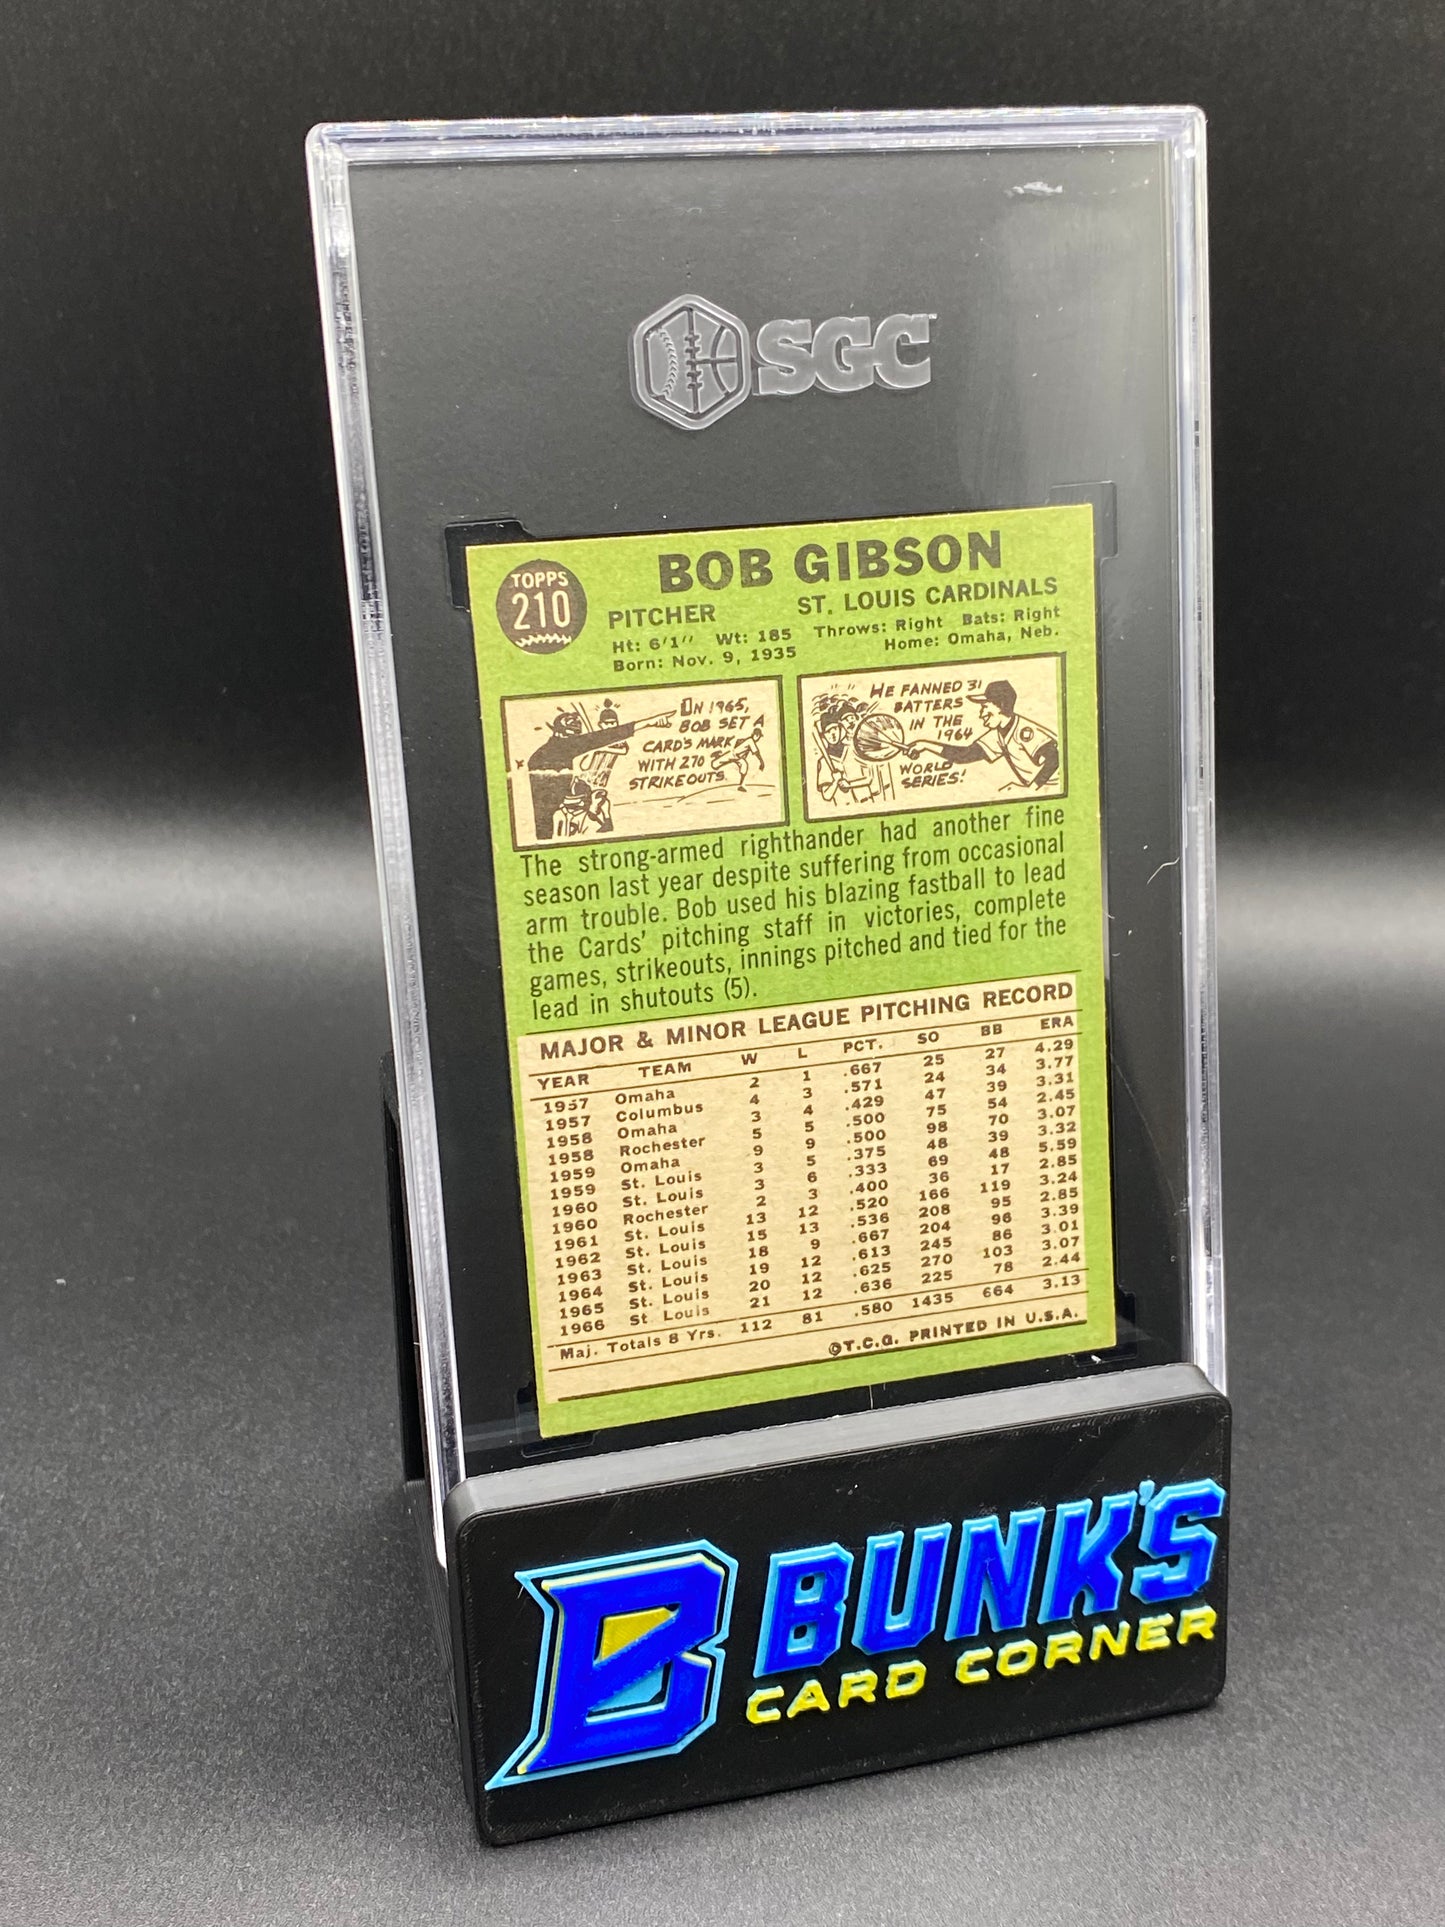 SGC
TOPPS
210
BOB GIBSON
PITCHER ST. LOUIS CARDINALS
Ht: 6'1" Wt: 185 Throws: Right Bats: Right
Born: Nov. 9, 1935 Home: Omaha, Neb.
IN 1965,
BOB SET A
CARD'S MARK
WITH 270
STRIKEOUTS.
HE FANNED 31
BATTERS
IN THE
1964
WORLD
SERIES!
The strong-armed righthander had another fine
season last year despite suffering from occasional
arm trouble. Bob used his blazing fastball to lead
the Cards' pitching staff in victories, complete
games, strikeouts, innings pitched and tied for the
lead in shutouts (5).
MAJOR & MINOR LEAGUE PITCHING RECORD
YEAR TEAM W L PCT. SO BB ERA
1957 Omaha 2 1 .667 25 27 4.29
1957 Columbus 4 3 .571 24 34 3.77
1958 Omaha 3 4 .429 47 39 3.31
1958 Rochester 5 5 .500 75 54 2.45
1959 Omaha 9 9 .500 98 70 3.07
1959 St. Louis 3 5 .375 48 39 3.32
1960 St. Louis 3 6 .333 69 48 5.59
1960 Rochester 2 3 .400 36 17 2.85
1961 St. Louis 13 12 .520 166 119 3.24
1962 St. Louis 15 13 .536 208 95 2.85
1963 St. Louis 18 9 .667 204 96 3.39
1964 St. Louis 19 12 .613 245 86 3.01
1965 St. Louis 20 12 .625 270 103 3.07
1966 St. Louis 21 12 .636 225 78 2.44
Maj. Totals 8 Yrs. 112 81 .580 1435 664 3.13
©T.C.G. PRINTED IN U.S.A.
B BUNK'S
CARD CORNER